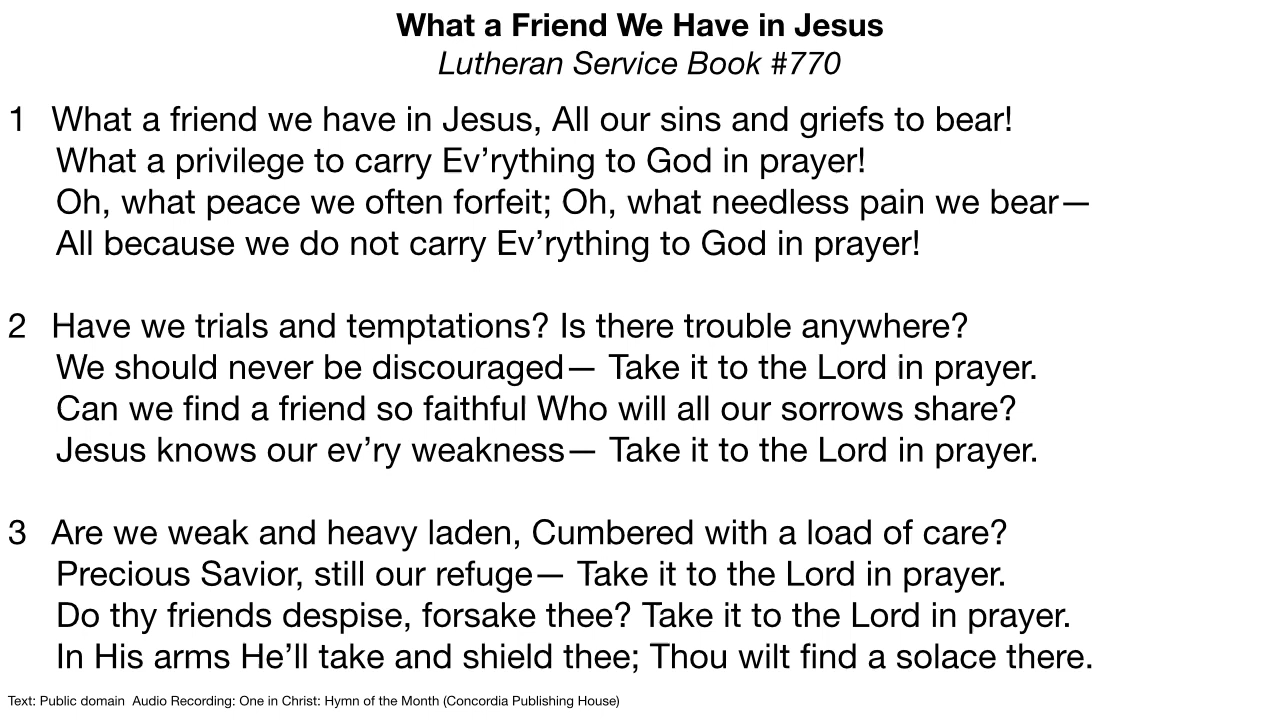 What a Friend We Have in Jesus
Lutheran Service Book #770
1 What a friend we have in Jesus, All our sins and griefs to bear!
What a privilege to carry Ev’rything to God in prayer!
Oh, what peace we often forfeit; Oh, what needless pain we bear—
All because we do not carry Ev’rything to God in prayer!
2 Have we trials and temptations? Is there trouble anywhere?
We should never be discouraged— Take it to the Lord in prayer.
Can we find a friend so faithful Who will all our sorrows share?
Jesus knows our ev’ry weakness— Take it to the Lord in prayer.
3 Are we weak and heavy laden, Cumbered with a load of care?
Precious Savior, still our refuge— Take it to the Lord in prayer.
Do thy friends despise, forsake thee? Take it to the Lord in prayer.
In His arms He’ll take and shield thee; Thou wilt find a solace there.
Text: Public domain  Audio Recording: One in Christ: Hymn of the Month (Concordia Publishing House)